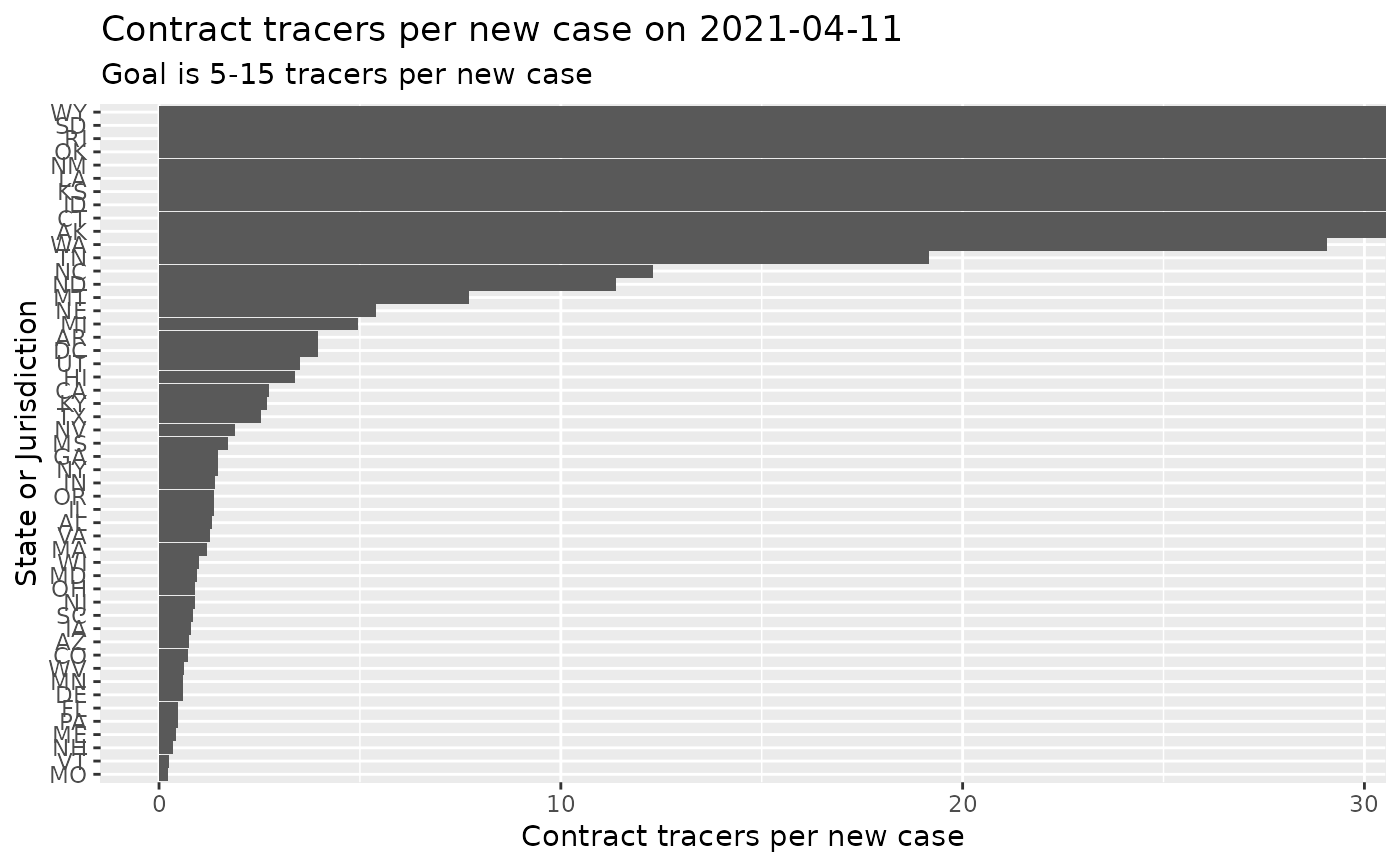 Contract tracers per new case on 2021-04-11
Goal is 5-15 tracers per new case
State or Jurisdiction
WY
SD
RI
OK
NM
LA
KS
ID
CT
AK
WA
TN
NC
ND
MT
NE
MI
AR
DC
UT
HI
CA
KY
TX
NV
MS
GA
NY
IN
OR
IL
AL
VA
MA
WI
MD
OH
NJ
SC
IA
AZ
CO
WV
MN
DE
FL
PA
ME
NH
VT
MO
0 10 20 30
Contract tracers per new case